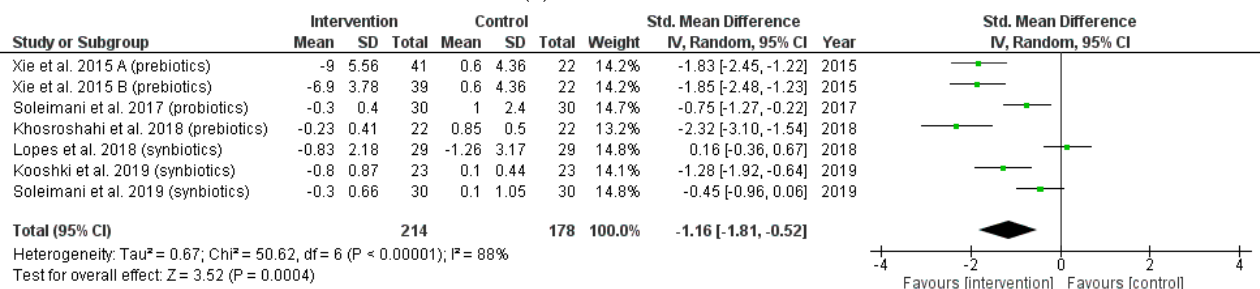 Intervention Control Std. Mean Difference Std. Mean Difference
Study or Subgroup Mean SD Total Mean SD Total Weight IV, Random, 95% CI Year IV, Random, 95% CI
Xie et al. 2015 A (prebiotics) -9 5.56 41 0.6 4.36 22 14.2% -1.83 [-2.45, -1.22] 2015
Xie et al. 2015 B (prebiotics) -6.9 3.78 39 0.6 4.36 22 14.2% -1.85 [-2.48, -1.23] 2015
Soleimani et al. 2017 (probiotics) -0.3 0.4 30 1 2.4 30 14.7% -0.75 [-1.27, -0.22] 2017
Khosroshahi et al. 2018 (prebiotics) -0.23 0.41 22 0.85 0.5 22 13.2% -2.32 [-3.10, -1.54] 2018
Lopes et al. 2018 (synbiotics) -0.83 2.18 29 -1.26 3.17 29 14.8% 0.16 [-0.36, 0.67] 2018
Kooshki et al. 2019 (synbiotics) -0.8 0.87 23 0.1 0.44 23 14.1% -1.28 [-1.92, -0.64] 2019
Soleimani et al. 2019 (synbiotics) -0.3 0.66 30 0.1 1.05 30 14.8% -0.45 [-0.96, 0.06] 2019
Total (95% CI) 214 178 100.0% -1.16 [-1.81, -0.52]
Heterogeneity: Tau² = 0.67; Chi² = 50.62, df = 6 (P < 0.00001); I² = 88%
Test for overall effect: Z = 3.52 (P = 0.0004)
-4 -2 0 2 4
Favours [intervention] Favours [control]